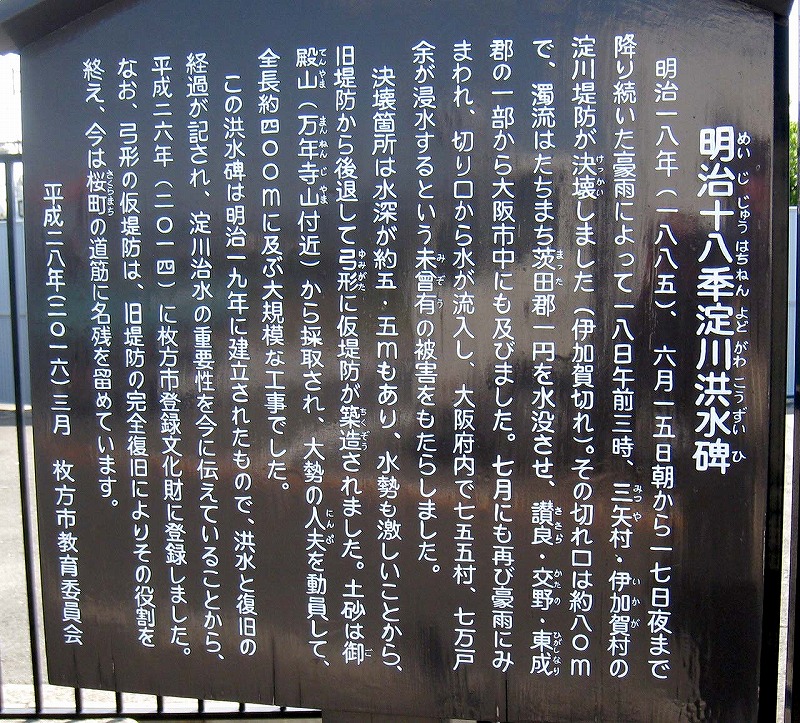 明治十八季淀川洪水碑
明治一八年（一八八五）、六月一五日朝から一七日夜まで
降り続いた豪雨によって一八日午前三時、三矢村・伊加賀村の
淀川堤防が決壊しました（伊加賀切れ）。その切れ口は約八〇ｍ
で、濁流はたちまち茨田郡一円を水没させ、讃良・交野・東成
郡の一部から大阪市中にも及びました。七月にも再び豪雨にみ
まわれ、切り口から水が流入し、大阪府内で七五五村、七万戸
余が浸水するという未曾有の被害をもたらしました。
決壊箇所は水深が約五・五ｍもあり、水勢も激しいことから、
旧堤防から後退して弓形に仮堤防が築造されました。土砂は御
殿山（万年寺山付近）から採取され、大勢の人夫を動員して、
全長約四〇〇ｍに及ぶ大規模な工事でした。
この洪水碑は明治一九年に建立されたもので、洪水と復旧の
経過が記され、淀川治水の重要性を今に伝えていることから、
平成二六年（二〇一四）に枚方市登録文化財に登録しました。
なお、弓形の仮堤防は、旧堤防の完全復旧によりその役割を
終え、今は桜町の道筋に名残を留めています。
平成二八年（二〇一六）三月　枚方市教育委員会